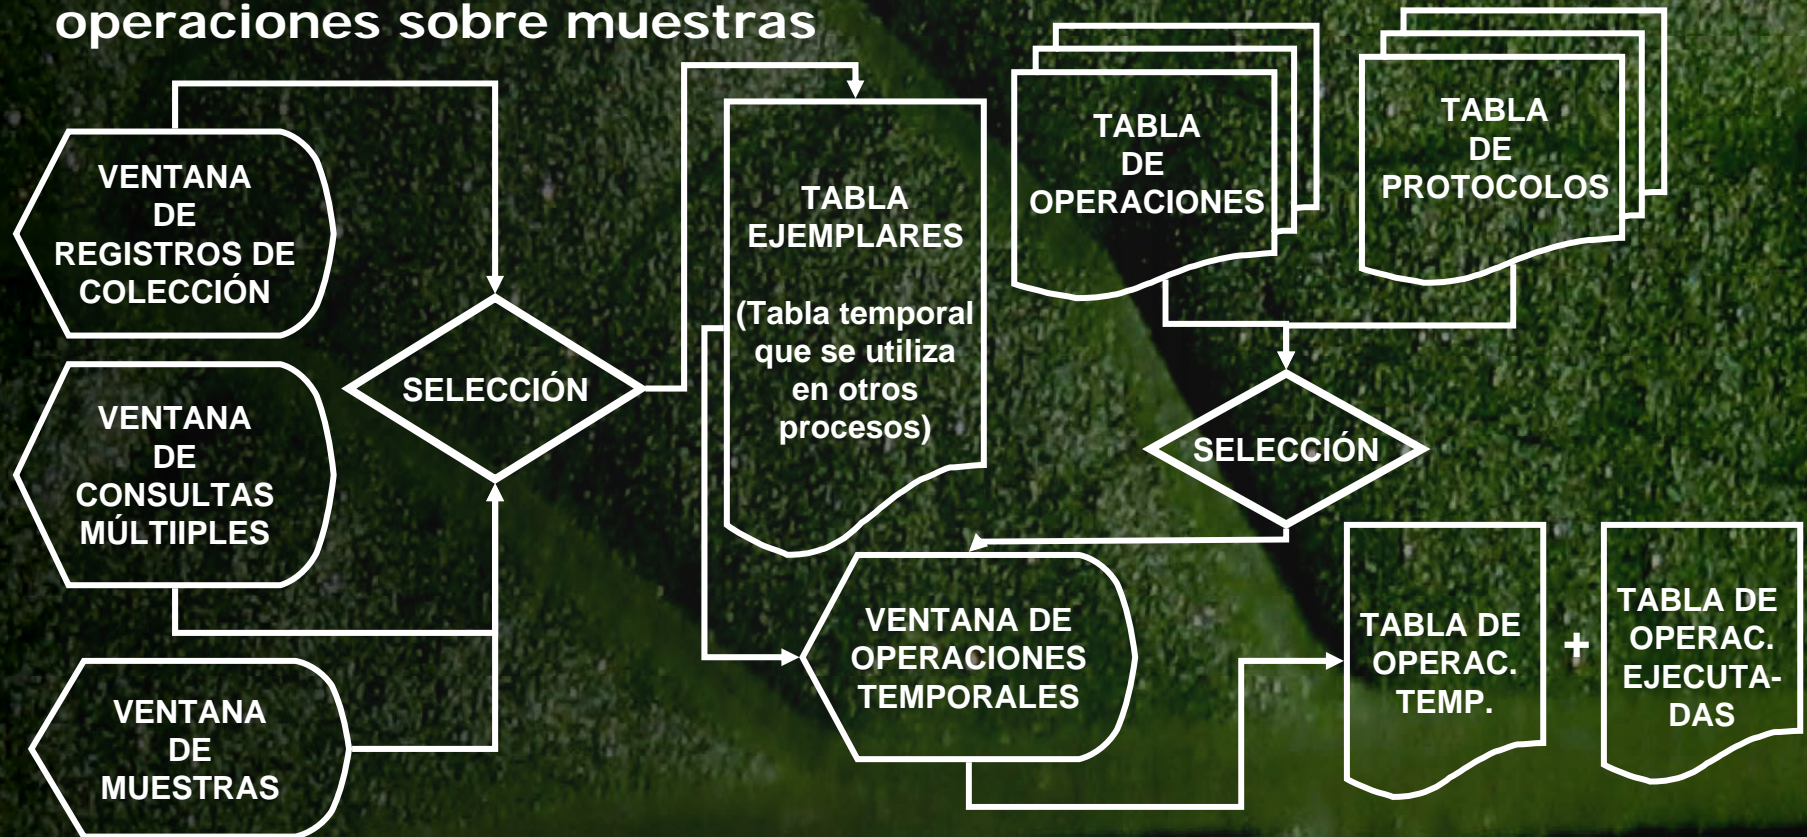 operaciones sobre muestras
VENTANA
DE
REGISTROS DE
COLECCIÓN
VENTANA
DE
CONSULTAS
MÚLTIIPLES
VENTANA
DE
MUESTRAS
SELECCIÓN
TABLA
EJEMPLARES
(Tabla temporal
que se utiliza
en otros
procesos)
TABLA
DE
OPERACIONES
TABLA
DE
PROTOCOLOS
SELECCIÓN
VENTANA DE
OPERACIONES
TEMPORALES
TABLA DE
OPERAC.
TEMP.
+
TABLA DE
OPERAC.
EJECUTA-
DAS